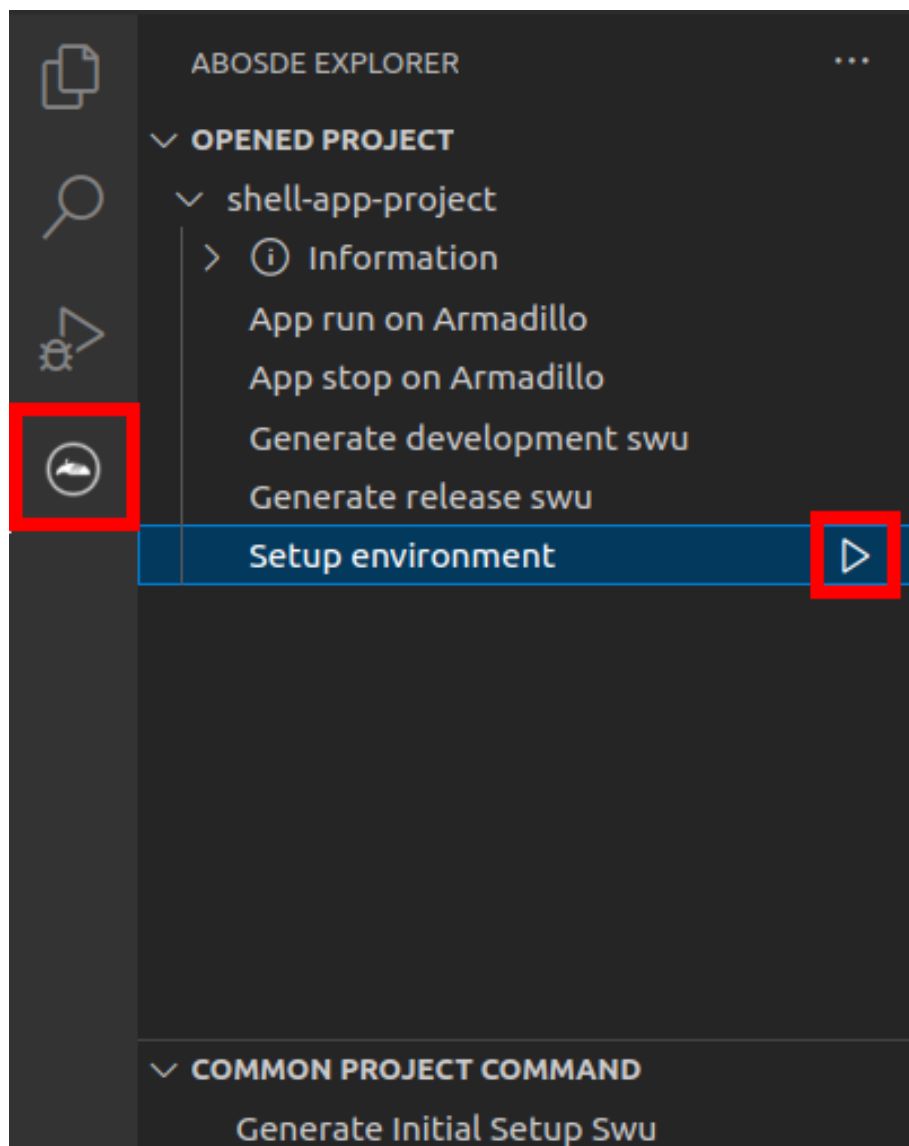 ABOSDE EXPLORER
OPENED PROJECT
shell-app-project
Information
App run on Armadillo
App stop on Armadillo
Generate development swu
Generate release swu
Setup environment
COMMON PROJECT COMMAND
Generate Initial Setup Swu